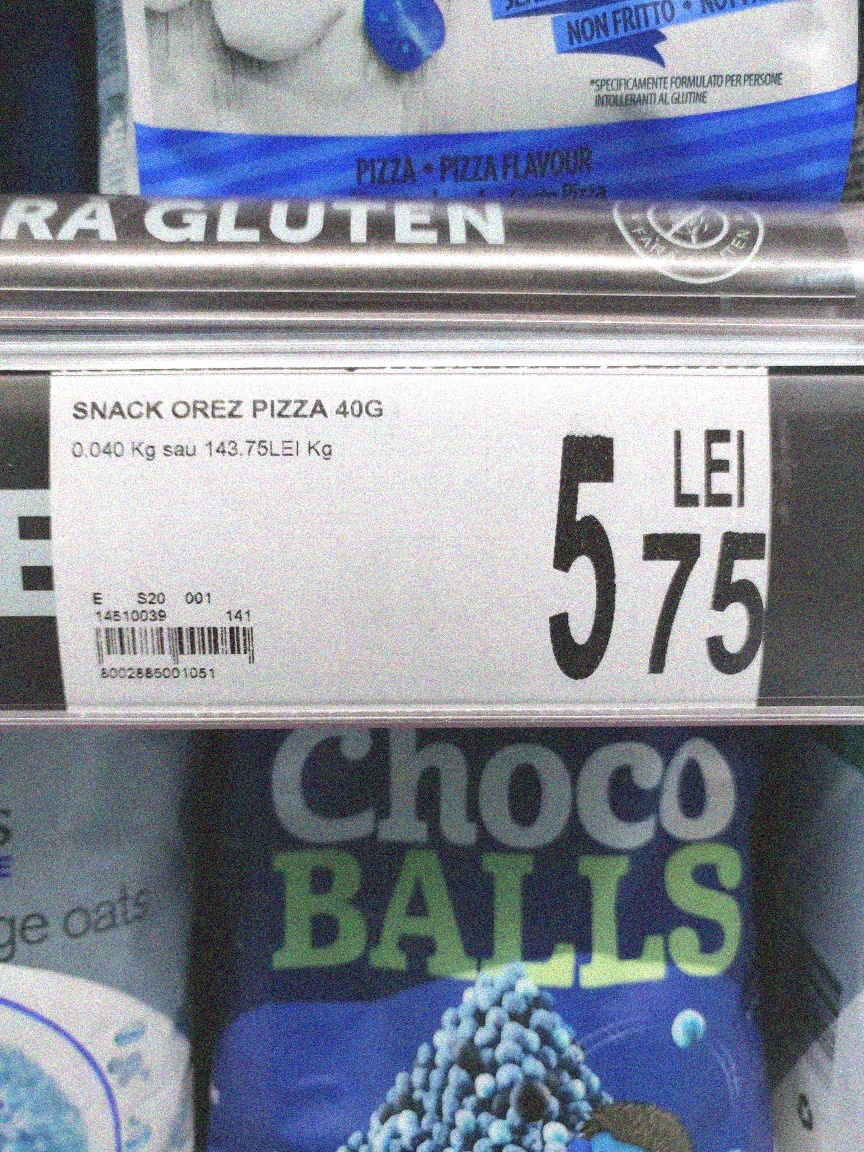 NON FRITTO •
*SPECIFICAMENTE FORMULATO PER PERSONE
INTOLLERANTI AL GLUTINE
PIZZA • PIZZA FLAVOUR
Pizza
RA GLUTEN
SNACK OREZ PIZZA 40G
0.040 Kg sau 143.75LEI Kg
5 LEI
75
E S20 001
14510039 141
8002885001051
E
Choco
BALLS
ge oats